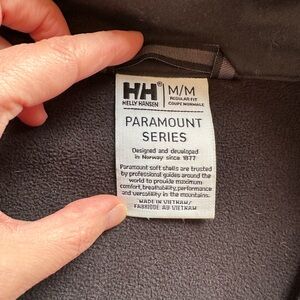 HH® M/M
HELLY HANSEN REGULAR FIT
COUPE NORMALE
PARAMOUNT
SERIES
Designed and developed
in Norway since 1877
Paramount soft shells are trusted
by professional guides around the
world to provide maximum
comfort, breathability, performance
and versatility in the mountains.
MADE IN VIETNAM/
FABRIQUÉ AU VIETNAM